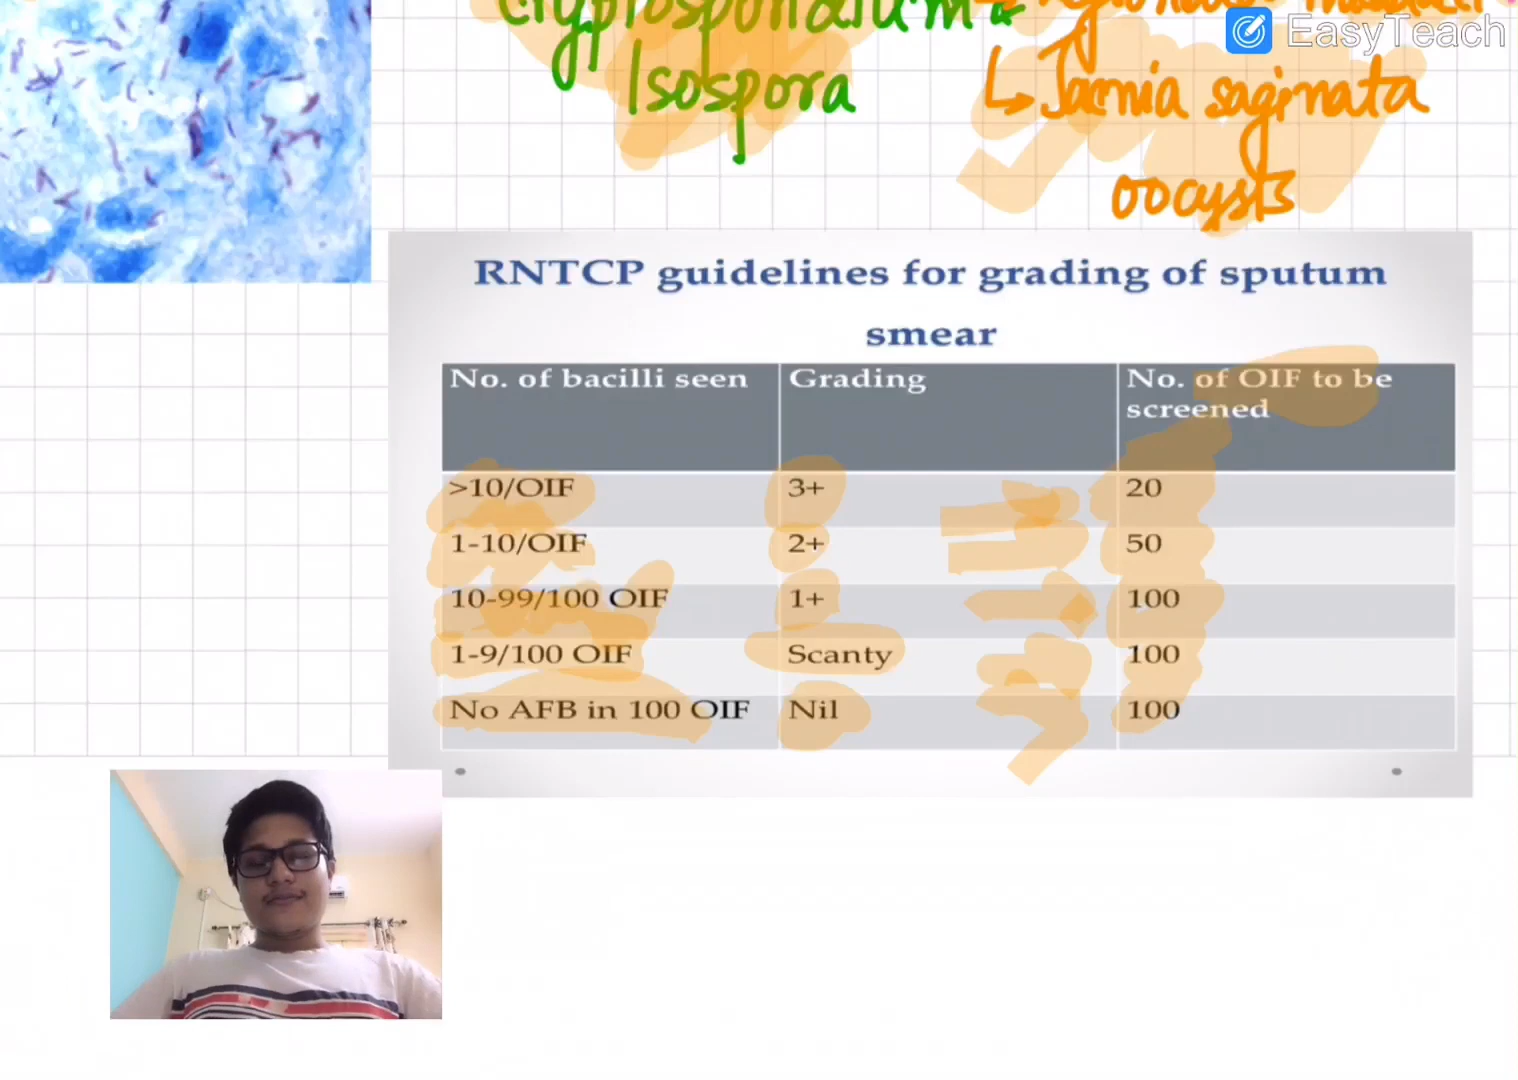 Isospora
EasyTeach
↳ Taenia saginata
oocysts
RNTCP guidelines for grading of sputum
smear
No. of bacilli seen
Grading
No. of OIF to be
screened
>10/OIF
3+
20
1-10/OIF
2+
50
10-99/100 OIF
1+
100
1-9/100 OIF
Scanty
100
No AFB in 100 OIF
Nil
100